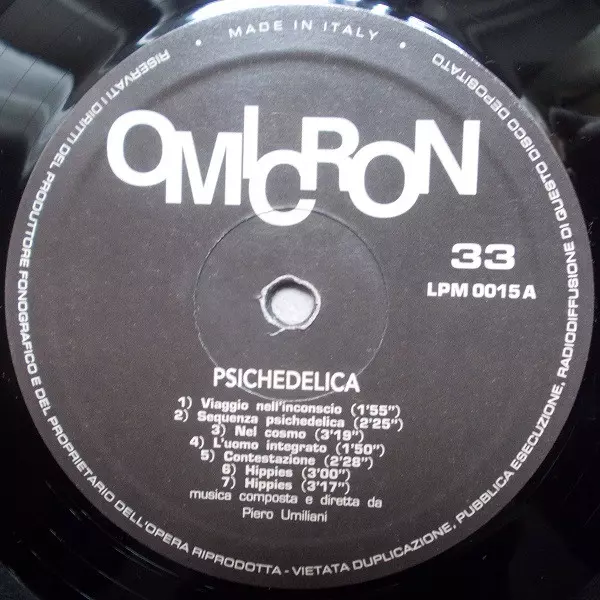 • MADE IN ITALY •
RISERVATI I DIRITTI DEL PRODUTTORE FONOGRAFICO E DEL PROPRIETARIO DELL'OPERA RIPRODOTTA - VIETATA DUPLICAZIONE, PUBBLICA ESECUZIONE, RADIODIFFUSIONE DI QUESTO DISCO DEPOSITATO
OMICRON
33
LPM 0015 A
PSICHEDELICA
1) Viaggio nell'inconscio (1'55")
2) Sequenza psichedelica (2'25")
3) Nel cosmo (3'19")
4) L'uomo integrato (1'50")
5) Contestazione (2'28")
6) Hippies (3'00")
7) Hippies (3'17")
musica composta e diretta da
Piero Umiliani